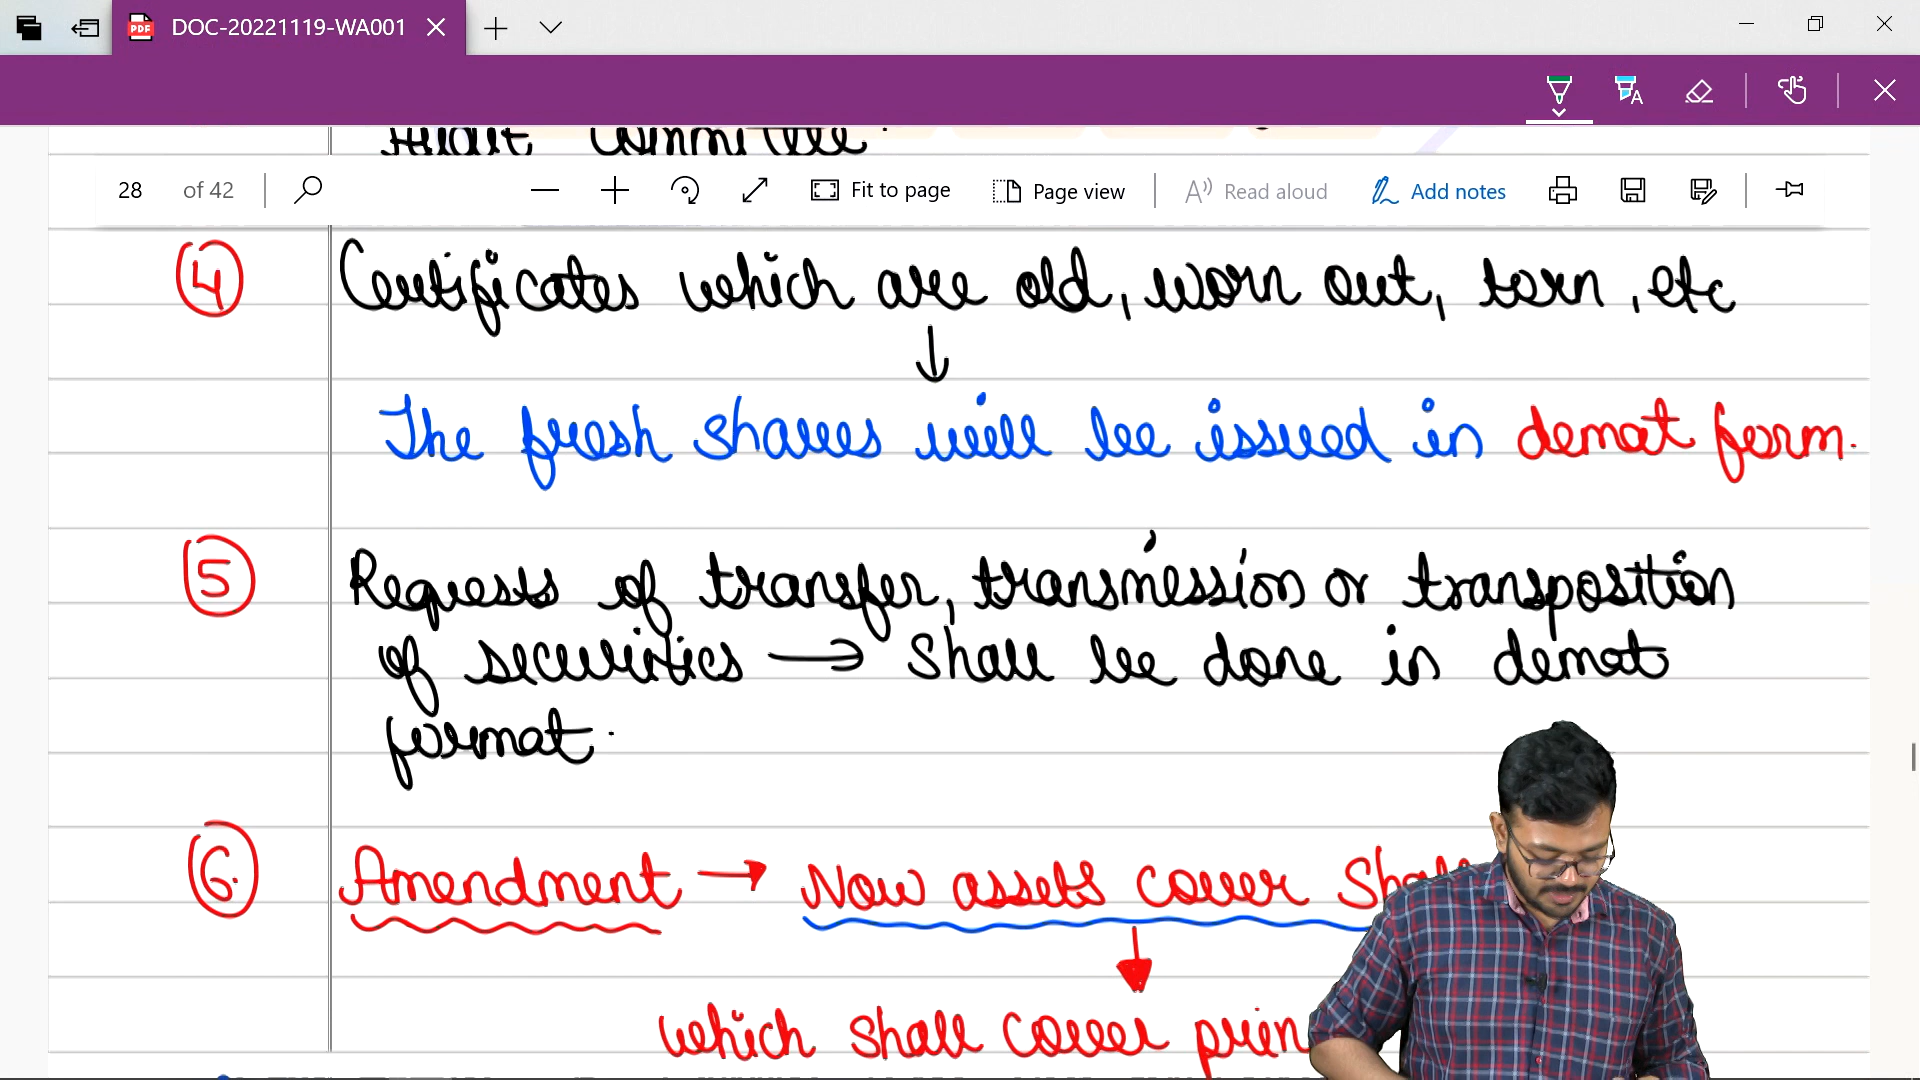 DOC-20221119-WA001
Audit Committee.
28 of 42 Fit to page Page view Read aloud Add notes
4 Certificates which are old, worn out, torn, etc
The fresh shares will be issued in demat form.
5 Requests of transfer, transmission or transposition
of securities → Shall be done in demat
format.
6. Amendment → Now assets cover
which shall cover